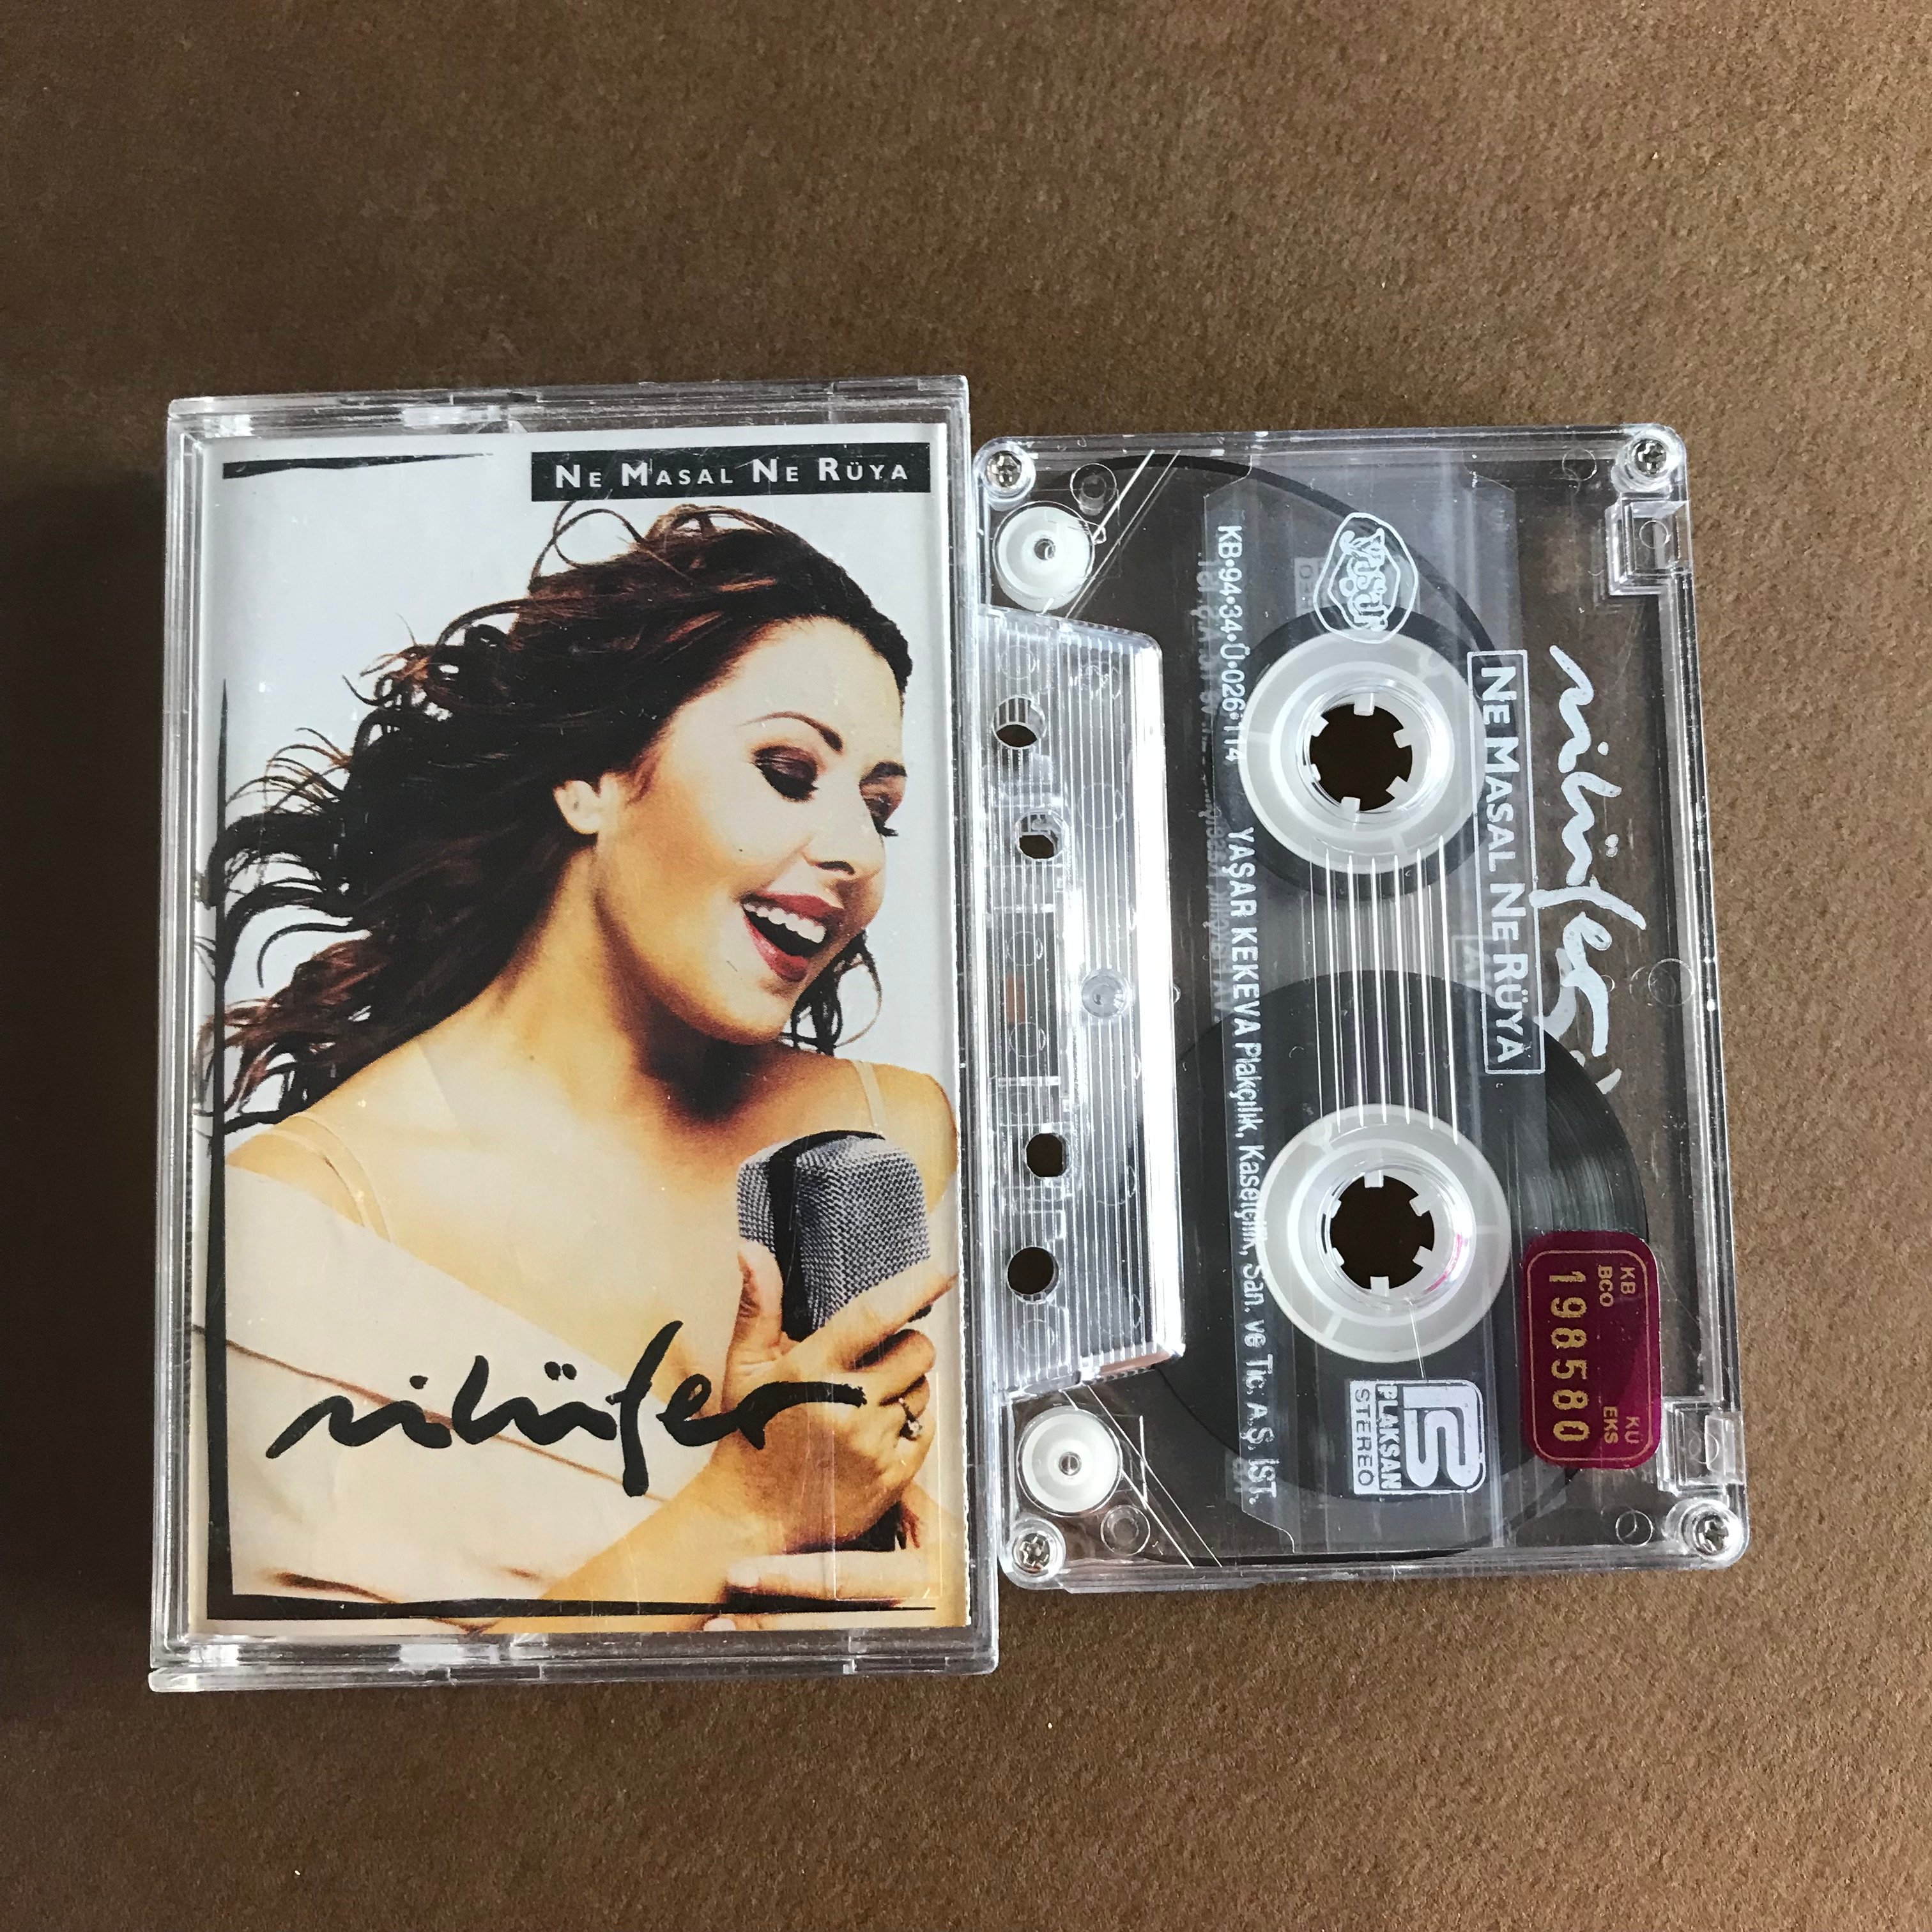 NE MASAL NE RÜYA
nilüfer
nilüfer
NE MASAL NE RÜYA
yaşar
KB•94•34•Ü•026•114 YAŞAR KEKEVA Plakçılık, Kasetçilik, San. ve Tic. A.Ş. İST.
PLAKSAN
STEREO
KB KÜ
BCO EKS
198580